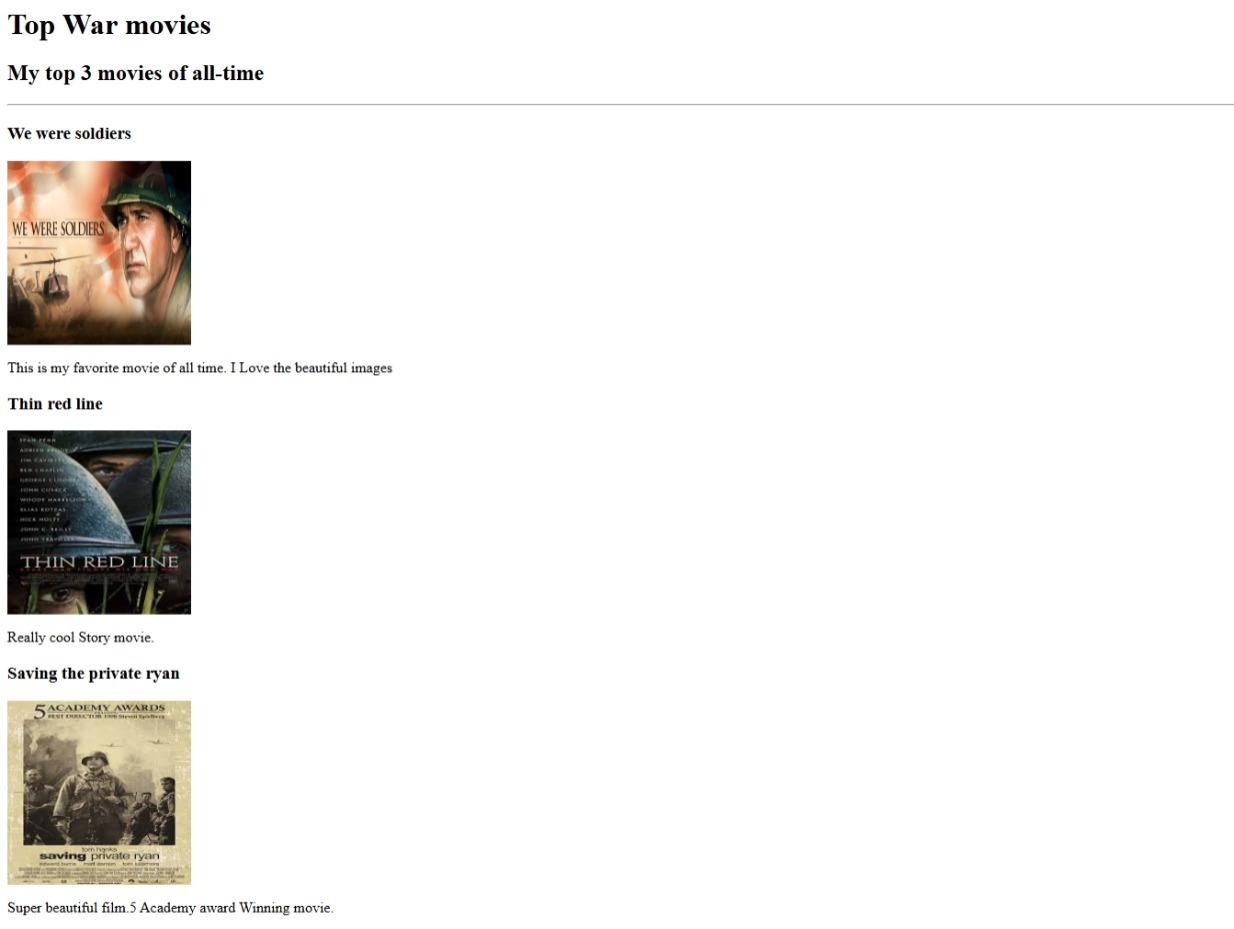 Top War movies
My top 3 movies of all-time
We were soldiers
WE WERE SOLDIERS
This is my favorite movie of all time. I Love the beautiful images
Thin red line
SEAN PENN
ADRIEN BRODY
JIM CAVIEZEL
BEN CHAPLIN
GEORGE CLOONEY
JOHN CUSACK
WOODY HARRELSON
ELIAS KOTEAS
NICK NOLTE
JOHN C. REILLY
JOHN TRAVOLTA
THIN RED LINE
Really cool Story movie.
Saving the private ryan
5 ACADEMY AWARDS
BEST DIRECTOR 1998 Steven Spielberg
tom hanks
saving private ryan
edward burns matt damon tom sizemore
Super beautiful film.5 Academy award Winning movie.